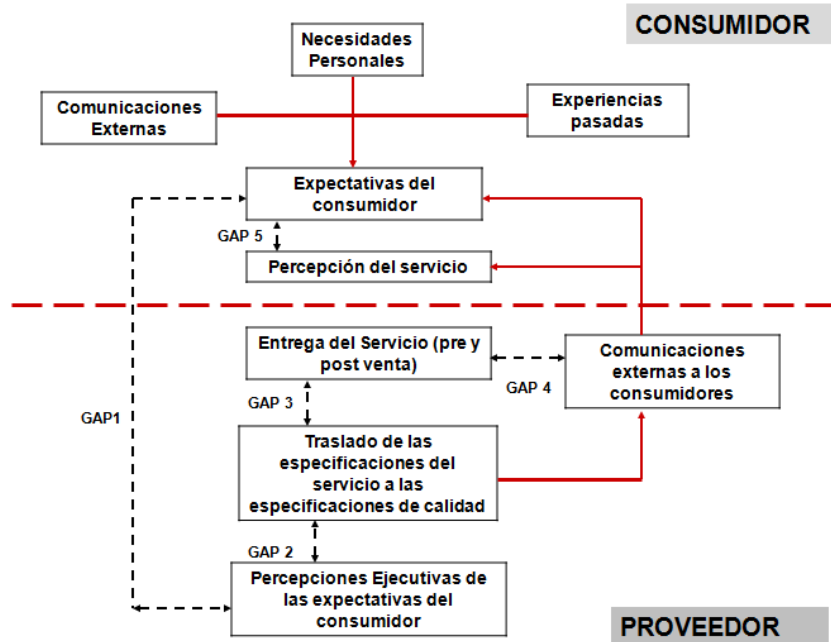 CONSUMIDOR
Necesidades
Personales
Comunicaciones
Externas
Experiencias
pasadas
Expectativas del
consumidor
GAP 5
Percepción del servicio
Entrega del Servicio (pre y
post venta)
Comunicaciones
externas a los
consumidores
GAP 4
GAP 3
GAP1
Traslado de las
especificaciones del
servicio a las
especificaciones de calidad
GAP 2
Percepciones Ejecutivas de
las expectativas del
consumidor
PROVEEDOR